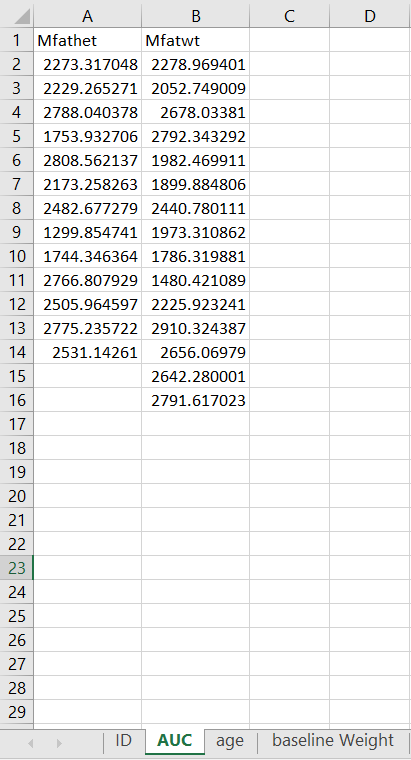 A B C D
1 Mfathet Mfatwt
2 2273.317048 2278.969401
3 2229.265271 2052.749009
4 2788.040378 2678.03381
5 1753.932706 2792.343292
6 2808.562137 1982.469911
7 2173.258263 1899.884806
8 2482.677279 2440.780111
9 1299.854741 1973.310862
10 1744.346364 1786.319881
11 2766.807929 1480.421089
12 2505.964597 2225.923241
13 2775.235722 2910.324387
14 2531.14261 2656.06979
15 2642.280001
16 2791.617023
17
18
19
20
21
22
23
24
25
26
27
28
29
ID AUC age baseline Weight